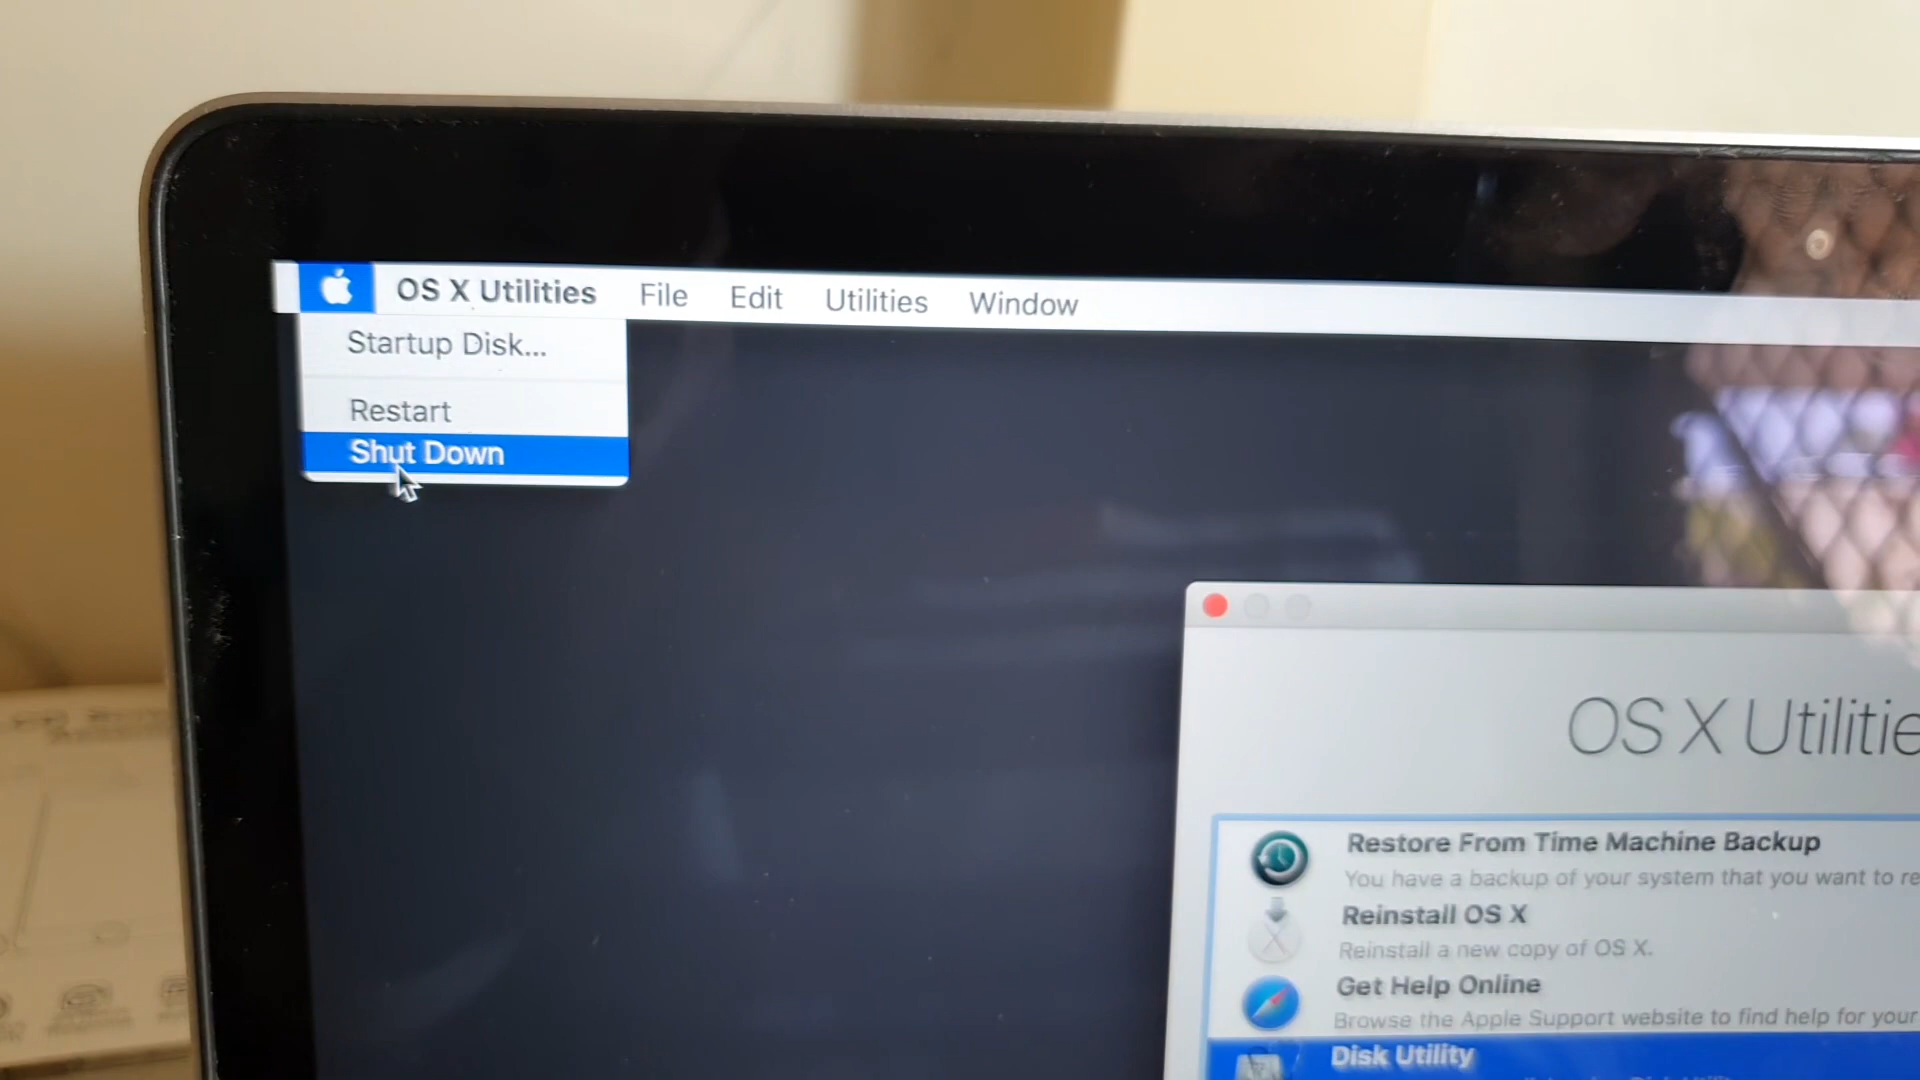 OS X Utilities File Edit Utilities Window
Startup Disk...
Restart
Shut Down
OS X Utilitie
Restore From Time Machine Backup
You have a backup of your system that you want to re
Reinstall OS X
Reinstall a new copy of OS X.
Get Help Online
Browse the Apple Support website to find help for your
Disk Utility